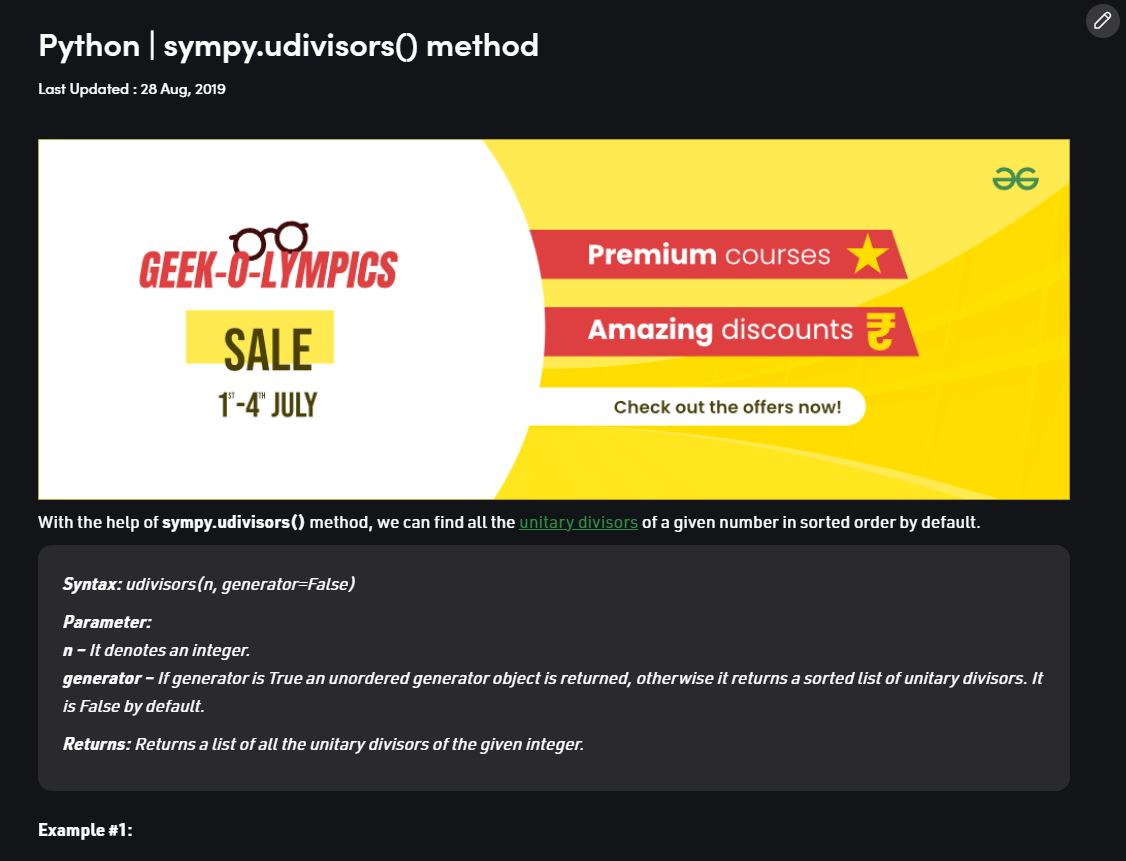 Python | sympy.udivisors() method
Last Updated : 28 Aug, 2019
GEEK-O-LYMPICS
SALE
1ST-4TH JULY
Premium courses
Amazing discounts ₹
Check out the offers now!
With the help of sympy.udivisors() method, we can find all the unitary divisors of a given number in sorted order by default.
Syntax: udivisors(n, generator=False)
Parameter:
n – It denotes an integer.
generator – If generator is True an unordered generator object is returned, otherwise it returns a sorted list of unitary divisors. It
is False by default.
Returns: Returns a list of all the unitary divisors of the given integer.
Example #1: